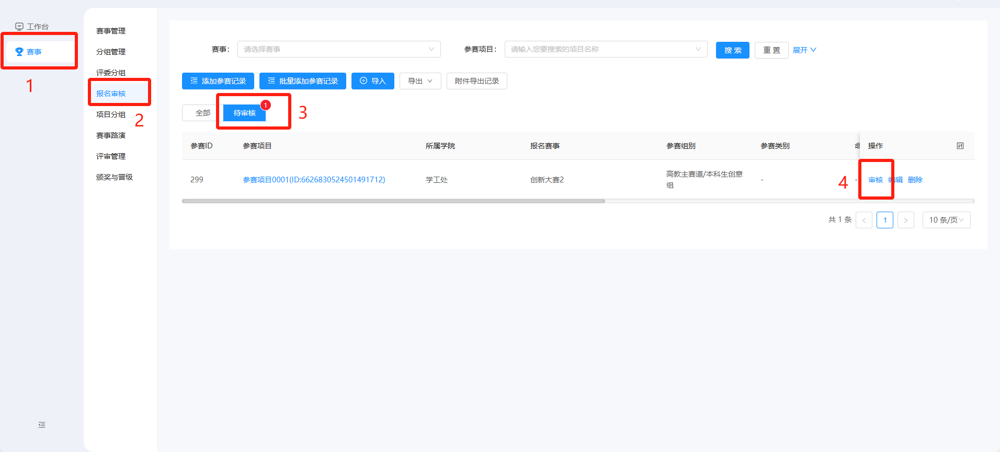 工作台
赛事
1
赛事管理
分组管理
评委分组
报名审核
2
项目分组
赛事路演
评审管理
颁奖与晋级
赛事： 请选择赛事 参赛项目： 请输入您要搜索的项目名称 搜 索 重 置 展开
添加参赛记录 批量添加参赛记录 导入 导出 附件导出记录
全部 待审核 1 3
参赛ID 参赛项目 所属学院 报名赛事 参赛组别 参赛类别 操作
299 参赛项目0001(ID:6626830524501491712) 学工处 创新大赛2 高教主赛道/本科生创意
组 - - 4 审核 编辑 删除
共 1 条 < 1 > 10 条/页